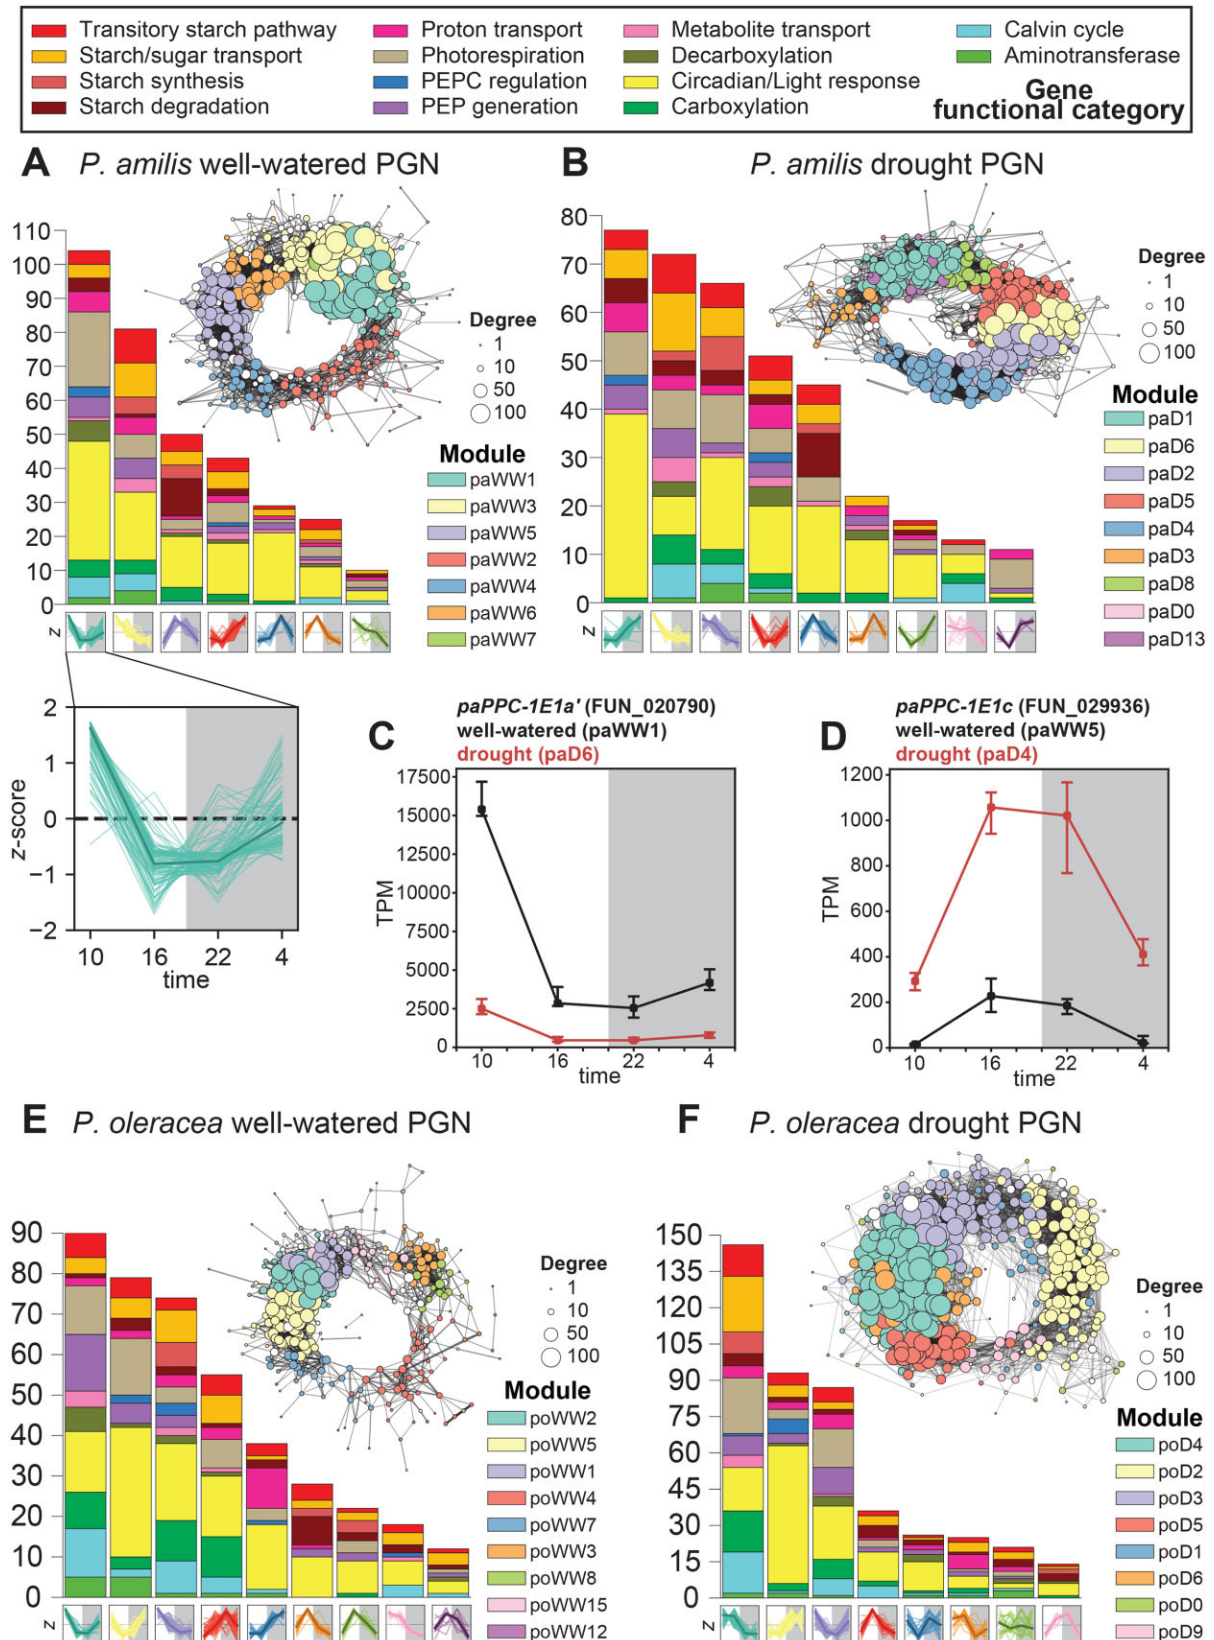 Transitory starch pathway
Starch/sugar transport
Starch synthesis
Starch degradation
Proton transport
Photorespiration
PEPC regulation
PEP generation
Metabolite transport
Decarboxylation
Circadian/Light response
Carboxylation
Calvin cycle
Aminotransferase
Gene
functional category
A P. amilis well-watered PGN
110
100
90
80
70
60
50
40
30
20
10
0
z
Degree
1
10
50
100
Module
paWW1
paWW3
paWW5
paWW2
paWW4
paWW6
paWW7
2
1
0
−1
−2
z-score
10 16 22 4
time
B P. amilis drought PGN
80
70
60
50
40
30
20
10
0
z
Degree
1
10
50
100
Module
paD1
paD6
paD2
paD5
paD4
paD3
paD8
paD0
paD13
C paPPC-1E1a' (FUN_020790)
well-watered (paWW1)
drought (paD6)
17500
15000
12500
10000
7500
5000
2500
0
TPM
10 16 22 4
time
D paPPC-1E1c (FUN_029936)
well-watered (paWW5)
drought (paD4)
1200
1000
800
600
400
200
0
TPM
10 16 22 4
time
E P. oleracea well-watered PGN
90
80
70
60
50
40
30
20
10
0
z
Degree
1
10
50
100
Module
poWW2
poWW5
poWW1
poWW4
poWW7
poWW3
poWW8
poWW15
poWW12
F P. oleracea drought PGN
150
135
120
105
90
75
60
45
30
15
0
z
Degree
1
10
50
100
Module
poD4
poD2
poD3
poD5
poD1
poD6
poD0
poD9